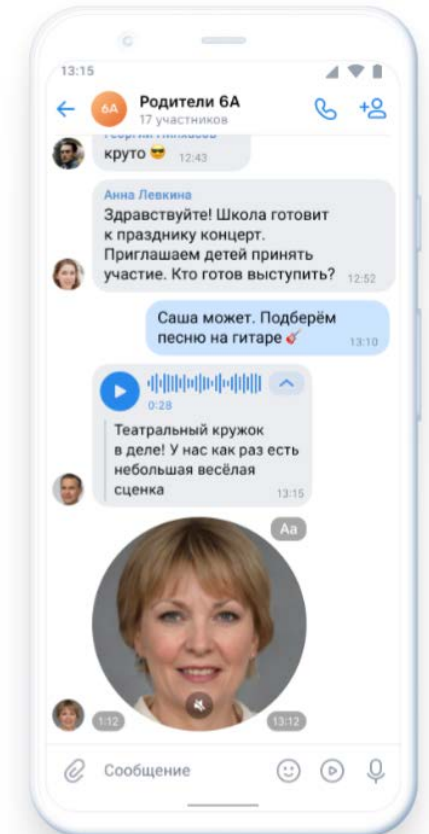 13:15
6А
Родители 6А
17 участников
круто 😎 12:43
Анна Левкина
Здравствуйте! Школа готовит
к празднику концерт.
Приглашаем детей принять
участие. Кто готов выступить? 12:52
Саша может. Подберём
песню на гитаре 🎸 13:10
0:28
Театральный кружок
в деле! У нас как раз есть
небольшая весёлая
сценка 13:15
Aa
1:12
13:12
Сообщение